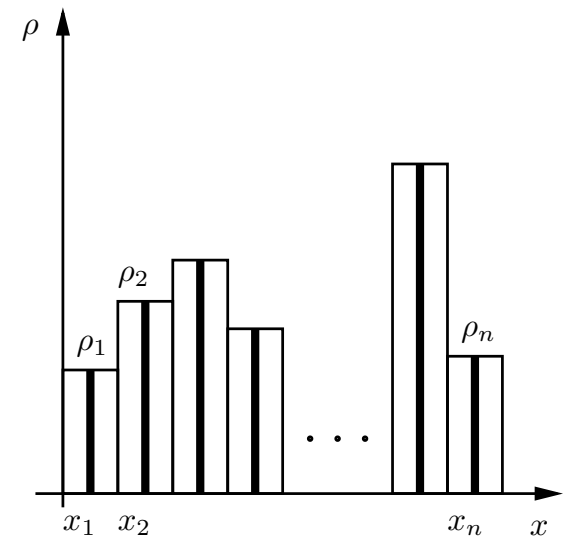 ρ
ρ₂
ρ₁
ρₙ
. . .
x₁ x₂ xₙ x